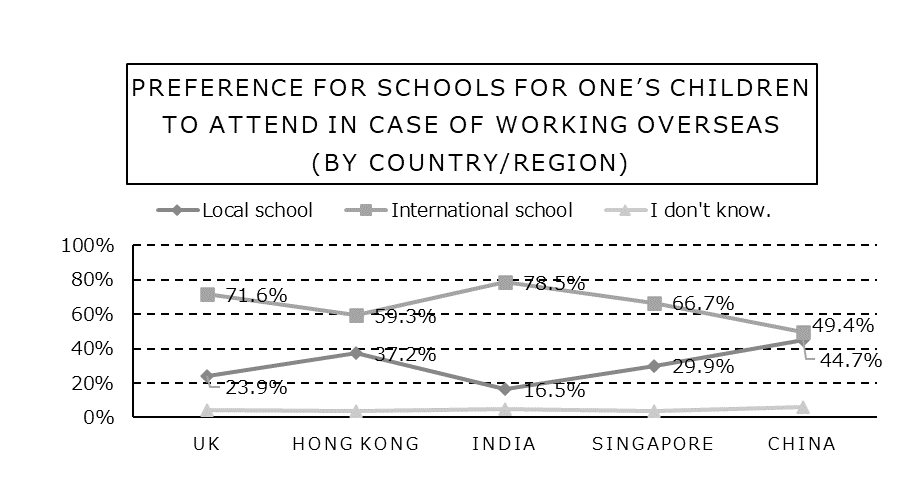 PREFERENCE FOR SCHOOLS FOR ONE’S CHILDREN
TO ATTEND IN CASE OF WORKING OVERSEAS
(BY COUNTRY/REGION)
Local school International school I don't know.
100%
80%
60%
40%
20%
0%
71.6% 59.3% 78.5% 66.7% 49.4%
23.9% 37.2% 16.5% 29.9% 44.7%
UK HONG KONG INDIA SINGAPORE CHINA